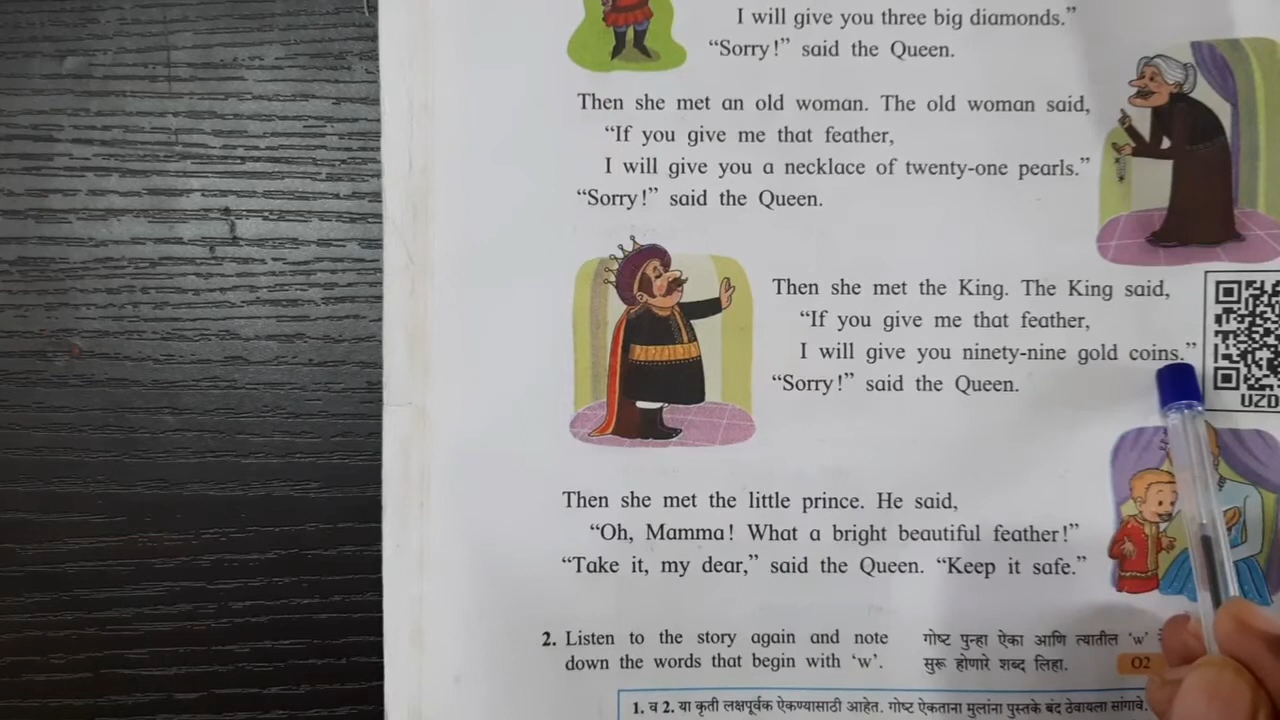 I will give you three big diamonds.”
“Sorry!” said the Queen.
Then she met an old woman. The old woman said,
“If you give me that feather,
I will give you a necklace of twenty-one pearls.”
“Sorry!” said the Queen.
Then she met the King. The King said,
“If you give me that feather,
I will give you ninety-nine gold coins.”
“Sorry!” said the Queen.
UZD
Then she met the little prince. He said,
“Oh, Mamma! What a bright beautiful feather!”
“Take it, my dear,” said the Queen. “Keep it safe.”
2. Listen to the story again and note
down the words that begin with ‘w’.
गोष्ट पुन्हा ऐका आणि त्यातील ‘w’
सुरू होणारे शब्द लिहा.
O2
1. व 2. या कृती लक्षपूर्वक ऐकण्यासाठी आहेत. गोष्ट ऐकताना मुलांना पुस्तके बंद ठेवायला सांगावे.